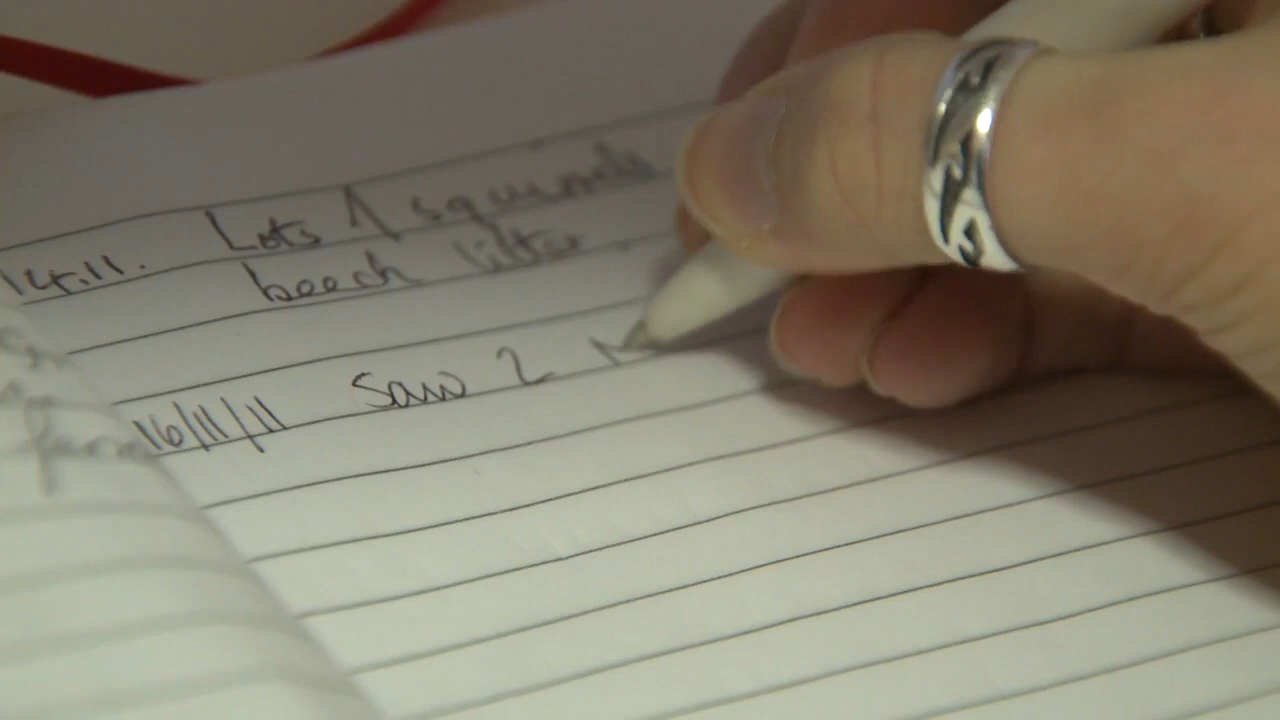 14.11. Lots of squirrels
beech litter.
16/11/11 Saw 2